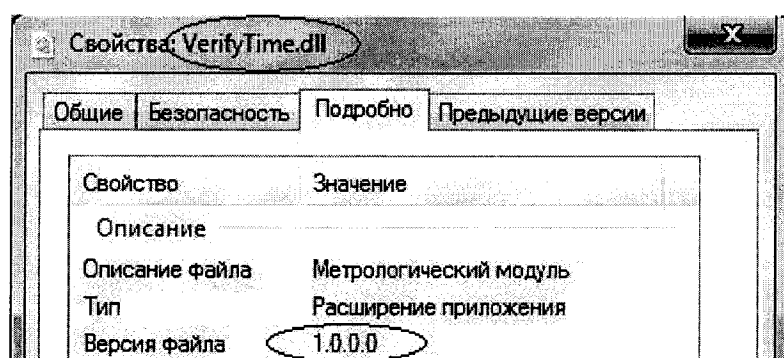 Свойства: VerifyTime.dll
X
Общие Безопасность Подробно Предыдущие версии
Свойство Значение
Описание
Описание файла Метрологический модуль
Тип Расширение приложения
Версия файла 1.0.0.0